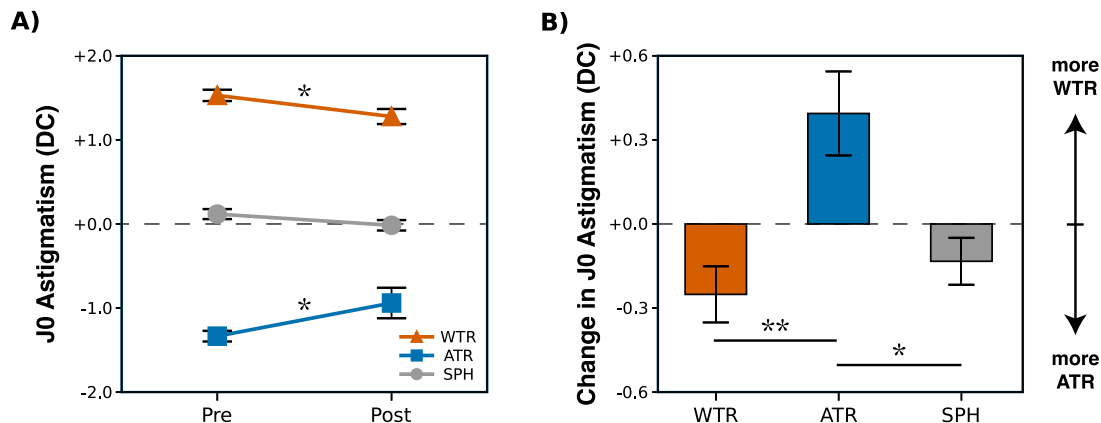 A)
J0 Astigmatism (DC)
+2.0
+1.0
+0.0
-1.0
-2.0
*
*
WTR
ATR
SPH
Pre
Post
B)
Change in J0 Astigmatism (DC)
+0.6
+0.3
+0.0
-0.3
-0.6
**
*
WTR
ATR
SPH
more
WTR
more
ATR